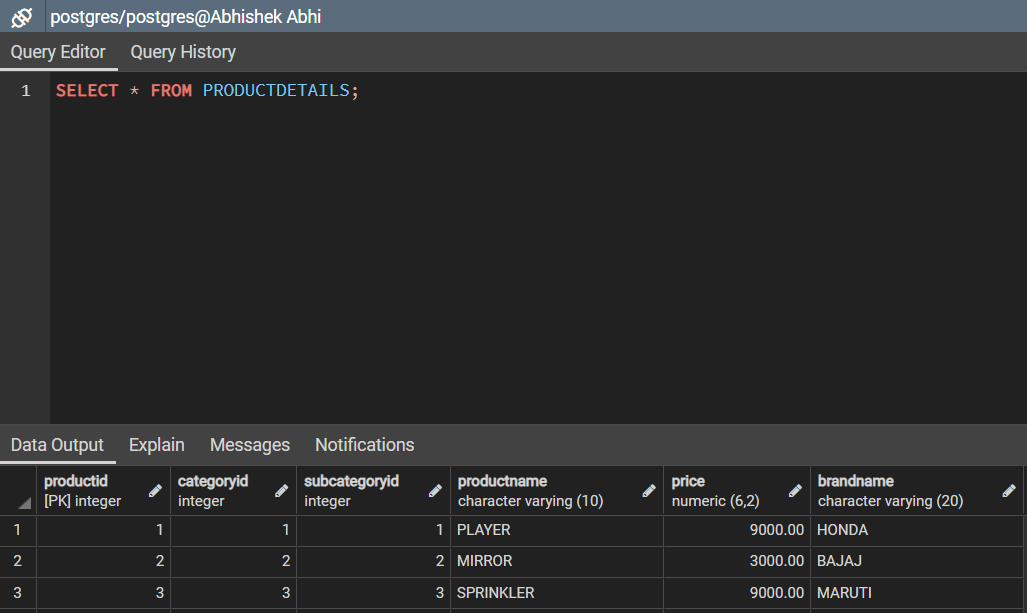 postgres/postgres@Abhishek Abhi
Query Editor Query History
1 SELECT * FROM PRODUCTDETAILS;
Data Output Explain Messages Notifications
productid categoryid subcategoryid productname price brandname
[PK] integer integer integer character varying (10) numeric (6,2) character varying (20)
1 1 1 1 PLAYER 9000.00 HONDA
2 2 2 2 MIRROR 3000.00 BAJAJ
3 3 3 3 SPRINKLER 9000.00 MARUTI